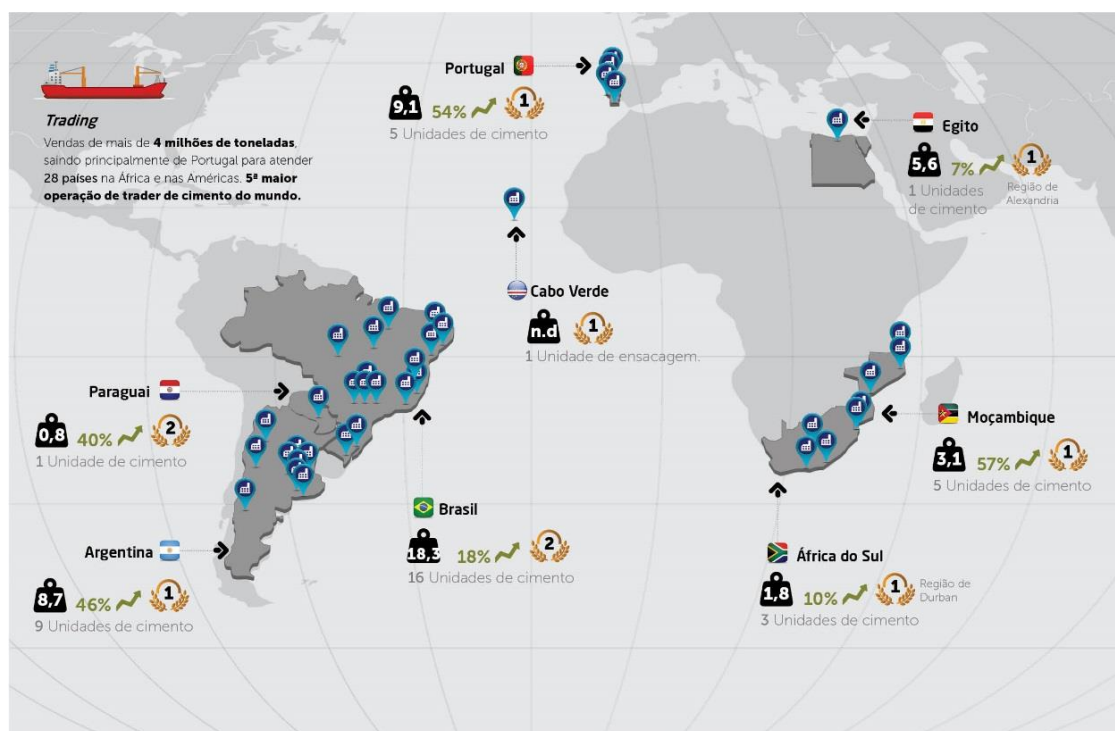 Trading
Vendas de mais de 4 milhões de toneladas,
saindo principalmente de Portugal para atender
28 países na África e nas Américas. 5ª maior
operação de trader de cimento do mundo.
Portugal
9,1 54% 1
5 Unidades de cimento
Egito
5,6 7% 1
1 Unidades
de cimento
Região de
Alexandria
Cabo Verde
n.d 1
1 Unidade de ensacagem.
Paraguai
0,8 40% 2
1 Unidade de cimento
Moçambique
3,1 57% 1
5 Unidades de cimento
Brasil
18,3 18% 2
16 Unidades de cimento
Argentina
8,7 46% 1
9 Unidades de cimento
África do Sul
1,8 10% 1
Região de
Durban
3 Unidades de cimento